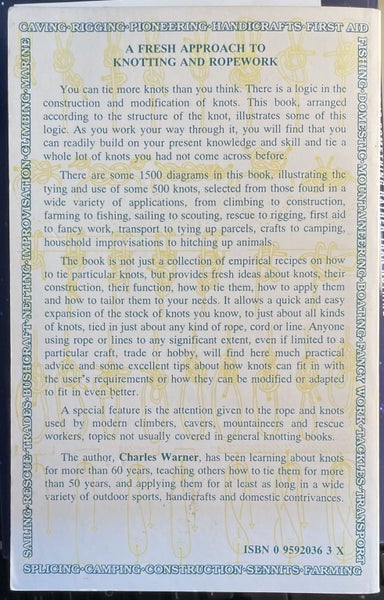 CAVING·RIGGING·PIONEERING·HANDICRAFTS·FIRST AID
FISHING·DOMESTIC·MOUNTAINEERING·BOATING·FANCY WORK·TACKLES·TRANSPORT
A FRESH APPROACH TO
KNOTTING AND ROPEWORK
You can tie more knots than you think. There is a logic in the
construction and modification of knots. This book, arranged
according to the structure of the knot, illustrates some of this
logic. As you work your way through it, you will find that you
can readily build on your present knowledge and skill and tie a
whole lot of knots you had not come across before.
There are some 1500 diagrams in this book, illustrating the
tying and use of some 500 knots, selected from those found in a
wide variety of applications, from climbing to construction,
farming to fishing, sailing to scouting, rescue to rigging, first aid
to fancy work, transport to tying up parcels, crafts to camping,
household improvisations to hitching up animals.
The book is not just a collection of empirical recipes on how
to tie particular knots, but provides fresh ideas about knots, their
construction, their function, how to tie them, how to apply them
and how to tailor them to your needs. It allows a quick and easy
expansion of the stock of knots you know, to just about all kinds
of knots, tied in just about any kind of rope, cord or line. Anyone
using rope or lines to any significant extent, even if limited to a
particular craft, trade or hobby, will find here much practical
advice and some excellent tips about how knots can fit in with
the user's requirements or how they can be modified or adapted
to fit in even better.
A special feature is the attention given to the rope and knots
used by modern climbers, cavers, mountaineers and rescue
workers, topics not usually covered in general knotting books.
The author, Charles Warner, has been learning about knots
for more than 60 years, teaching others how to tie them for more
than 50 years, and applying them for at least as long in a wide
variety of outdoor sports, handicrafts and domestic contrivances.
ISBN 0 9592036 3 X
SAILING·RESCUE·TRADES·BUSHCRAFT·NETTING·IMPROVISATION·CLIMBING·MARINE
SPLICING·CAMPING·CONSTRUCTION·SENNITS·FARMING